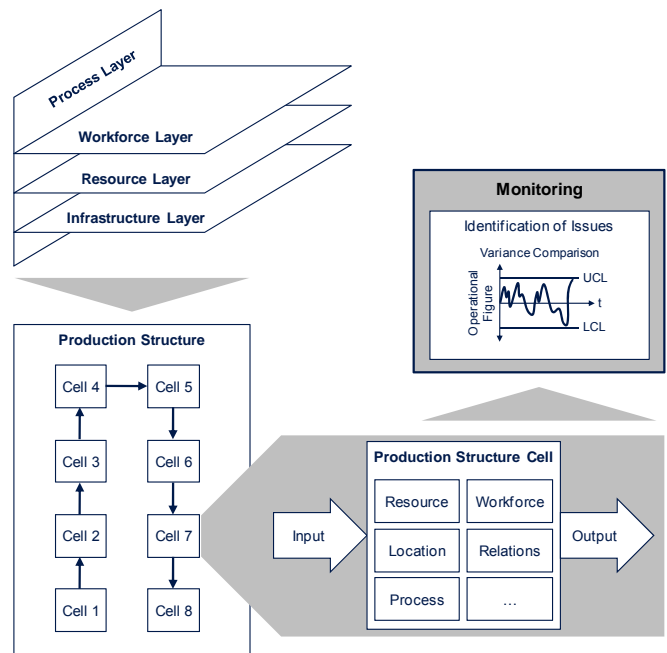 Process Layer
Workforce Layer
Resource Layer
Infrastructure Layer
Monitoring
Identification of Issues
Variance Comparison
Operational
Figure
UCL
t
LCL
Production Structure
Cell 4
Cell 5
Cell 3
Cell 6
Cell 2
Cell 7
Cell 1
Cell 8
Input
Production Structure Cell
Resource
Workforce
Location
Relations
Process
...
Output